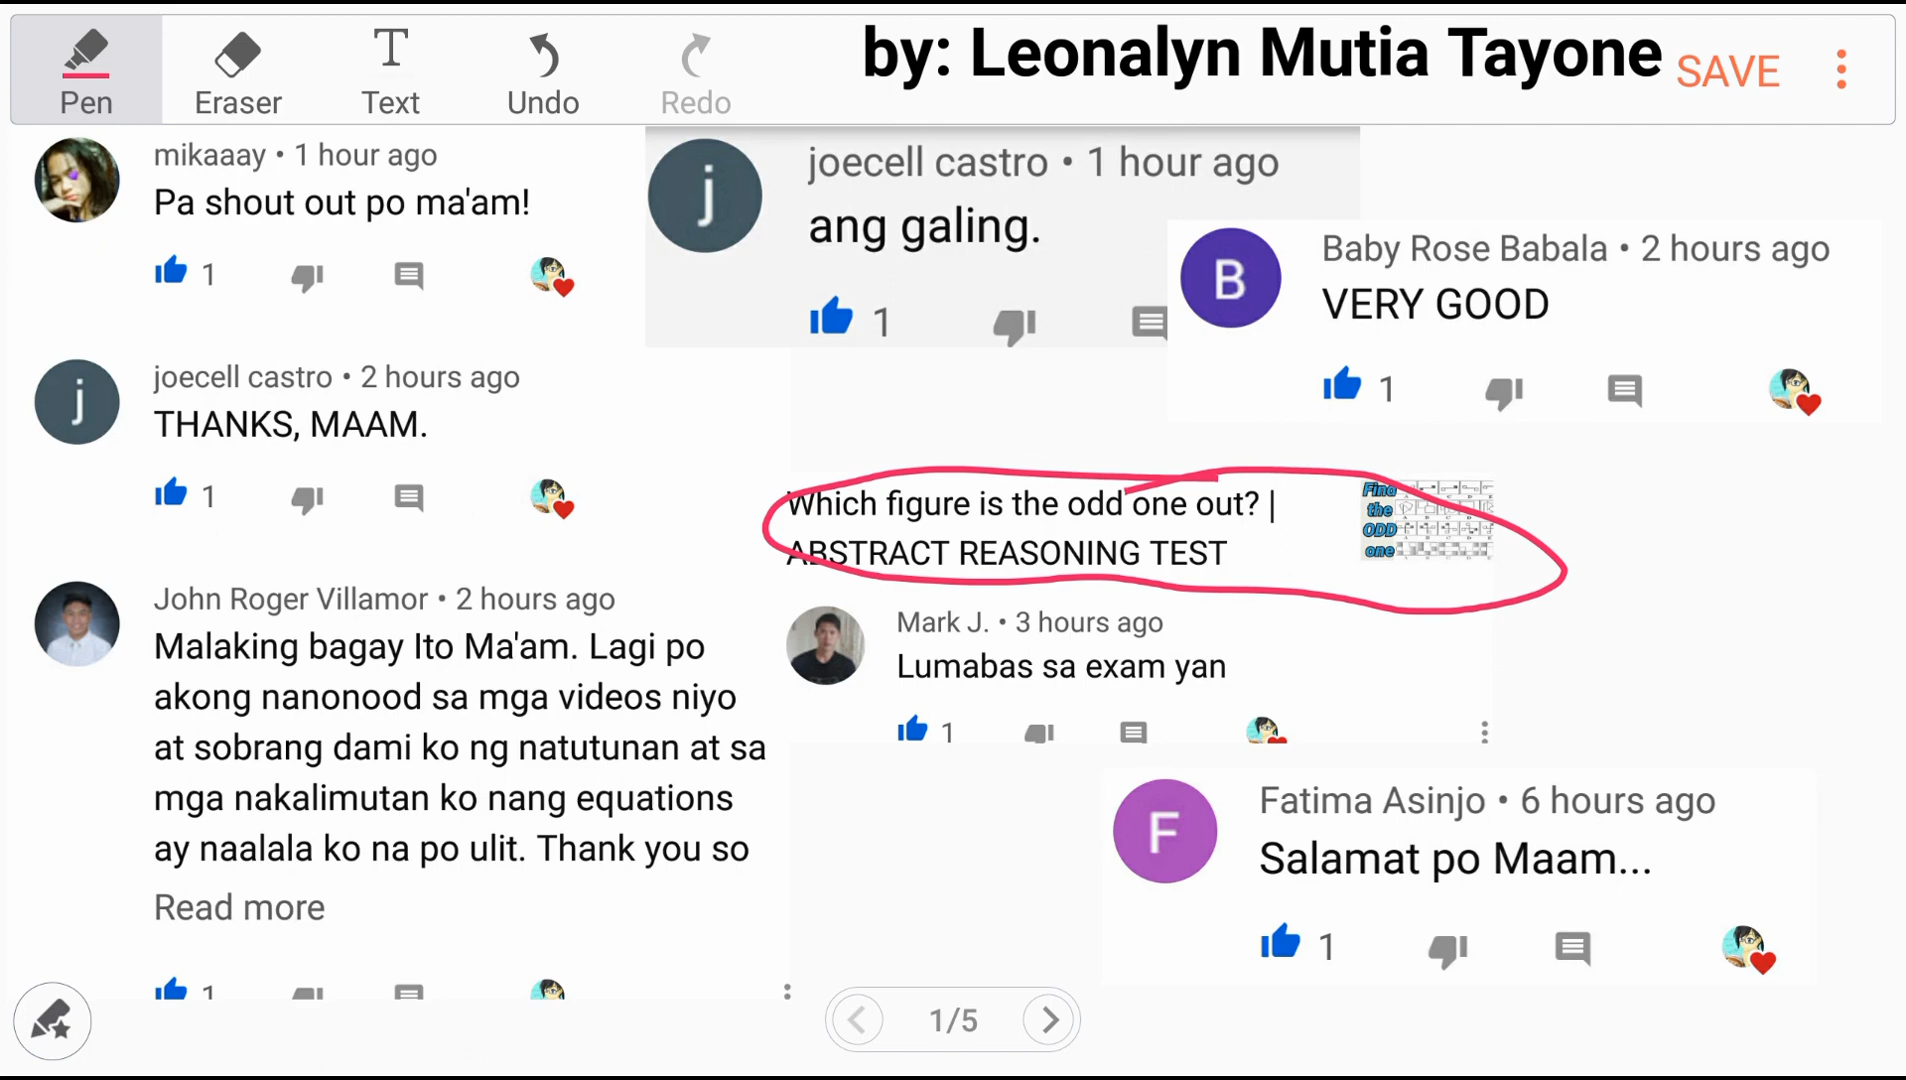 Pen
Eraser
Text
Undo
Redo
by: Leonalyn Mutia Tayone
SAVE
mikaaay • 1 hour ago
Pa shout out po ma'am!
1
joecell castro • 2 hours ago
THANKS, MAAM.
1
John Roger Villamor • 2 hours ago
Malaking bagay Ito Ma'am. Lagi po
akong nanonood sa mga videos niyo
at sobrang dami ko ng natutunan at sa
mga nakalimutan ko nang equations
ay naalala ko na po ulit. Thank you so
Read more
1
j
joecell castro • 1 hour ago
ang galing.
1
B
Baby Rose Babala • 2 hours ago
VERY GOOD
1
Which figure is the odd one out? |
ABSTRACT REASONING TEST
Find
the
ODD
one
Mark J. • 3 hours ago
Lumabas sa exam yan
1
F
Fatima Asinjo • 6 hours ago
Salamat po Maam...
1
j
1/5